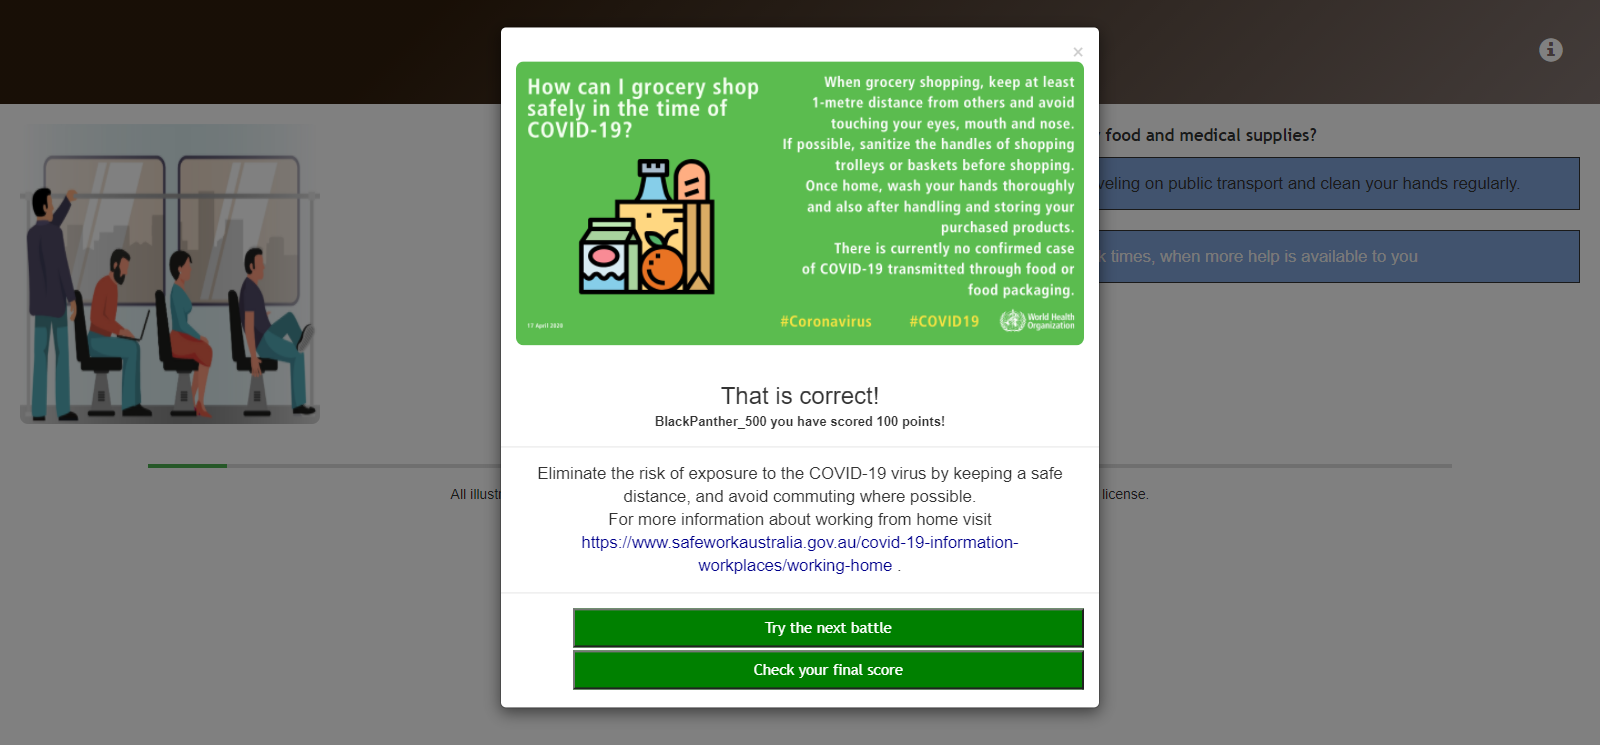 ×
How can I grocery shop
safely in the time of
COVID-19?
When grocery shopping, keep at least
1-metre distance from others and avoid
touching your eyes, mouth and nose.
If possible, sanitize the handles of shopping
trolleys or baskets before shopping.
Once home, wash your hands thoroughly
and also after handling and storing your
purchased products.
There is currently no confirmed case
of COVID-19 transmitted through food or
food packaging.
17 April 2020
#Coronavirus #COVID19
World Health
Organization
food and medical supplies?
veling on public transport and clean your hands regularly.
k times, when more help is available to you
That is correct!
BlackPanther_500 you have scored 100 points!
Eliminate the risk of exposure to the COVID-19 virus by keeping a safe
distance, and avoid commuting where possible.
For more information about working from home visit
https://www.safeworkaustralia.gov.au/covid-19-information-
workplaces/working-home .
All illust
license.
Try the next battle
Check your final score